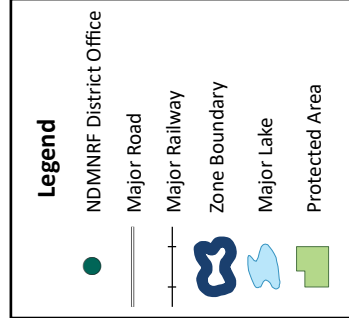 Legend
NDMNRF District Office
Major Road
Major Railway
Zone Boundary
Major Lake
Protected Area